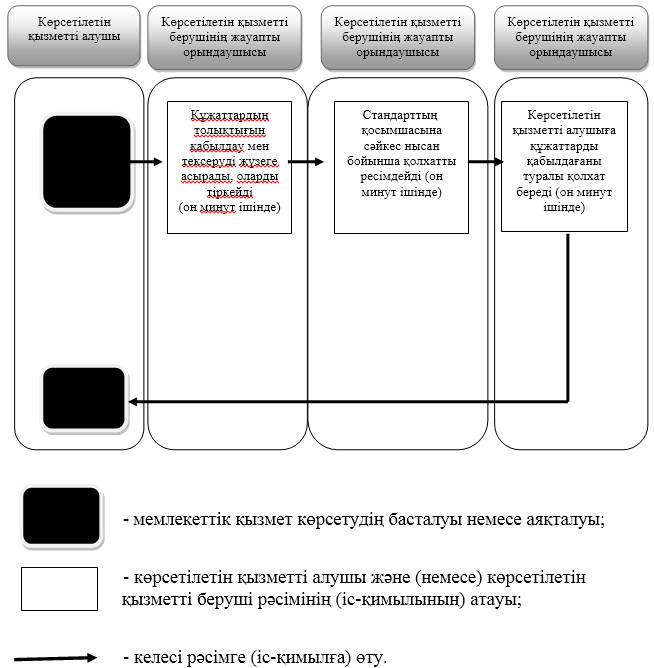 Көрсетілетін
қызметті алушы
Көрсетілетін қызметті
берушінің жауапты
орындаушысы
Көрсетілетін қызметті
берушінің жауапты
орындаушысы
Көрсетілетін қызметті
берушінің жауапты
орындаушысы
Құжаттардың
толықтығын
қабылдау мен
тексеруді жүзеге
асырады, оларды
тіркейді
(он минут ішінде)
Стандарттың
қосымшасына
сәйкес нысан
бойынша қолхатты
ресімдейді (он
минут ішінде)
Көрсетілетін
қызметті алушыға
құжаттарды
қабылдағаны
туралы қолхат
береді (он минут
ішінде)
- мемлекеттік қызмет көрсетудің басталуы немесе аяқталуы;
- көрсетілетін қызметті алушы және (немесе) көрсетілетін
қызметті беруші рәсімінің (іс-қимылының) атауы;
- келесі рәсімге (іс-қимылға) өту.